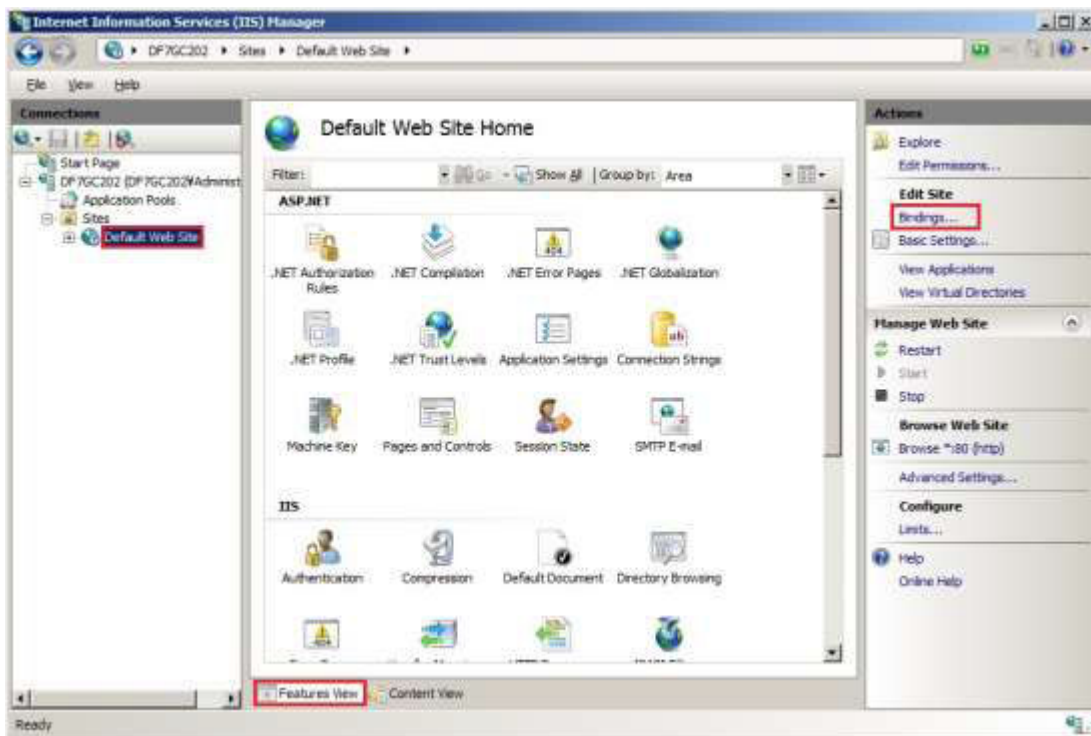 Internet Information Services (IIS) Manager
DF7GC202 Sites Default Web Site
File View Help
Connections
Start Page
DF7GC202 (DF7GC202¥Administ
Application Pools
Sites
Default Web Site
Default Web Site Home
Filter: Go Show All Group by: Area
ASP.NET
.NET Authorization Rules
.NET Compilation
.NET Error Pages
.NET Globalization
.NET Profile
.NET Trust Levels
Application Settings
Connection Strings
Machine Key
Pages and Controls
Session State
SMTP E-mail
IIS
Authentication
Compression
Default Document
Directory Browsing
Features View
Content View
Actions
Explore
Edit Permissions...
Edit Site
Bindings...
Basic Settings...
View Applications
View Virtual Directories
Manage Web Site
Restart
Start
Stop
Browse Web Site
Browse *:80 (http)
Advanced Settings...
Configure
Limits...
Help
Online Help
Ready